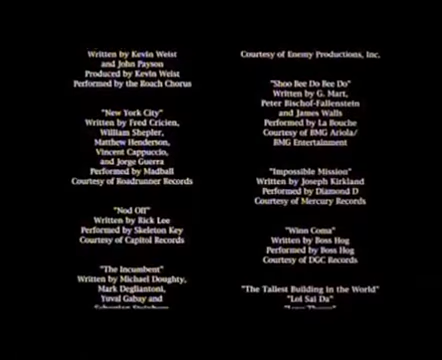 Written by Kevin Weist
and John Payson
Produced by Kevin Weist
Performed by the Roach Chorus
"New York City"
Written by Fred Cricien,
William Shepler,
Matthew Henderson,
Vincent Cappuccio,
and Jorge Guerra
Performed by Madball
Courtesy of Roadrunner Records
"Nod Off"
Written by Rick Lee
Performed by Skeleton Key
Courtesy of Capitol Records
"The Incumbent"
Written by Michael Doughty,
Mark Degliantoni,
Yuval Gabay and
Courtesy of Enemy Productions, Inc.
"Shoo Bee Do Bee Do"
Written by G. Mart,
Peter Bischof-Fallenstein
and James Walls
Performed by La Bouche
Courtesy of BMG Ariola/
BMG Entertainment
"Impossible Mission"
Written by Joseph Kirkland
Performed by Diamond D
Courtesy of Mercury Records
"Winn Coma"
Written by Boss Hog
Performed by Boss Hog
Courtesy of DGC Records
"The Tallest Building in the World"
"Loi Sai Da"